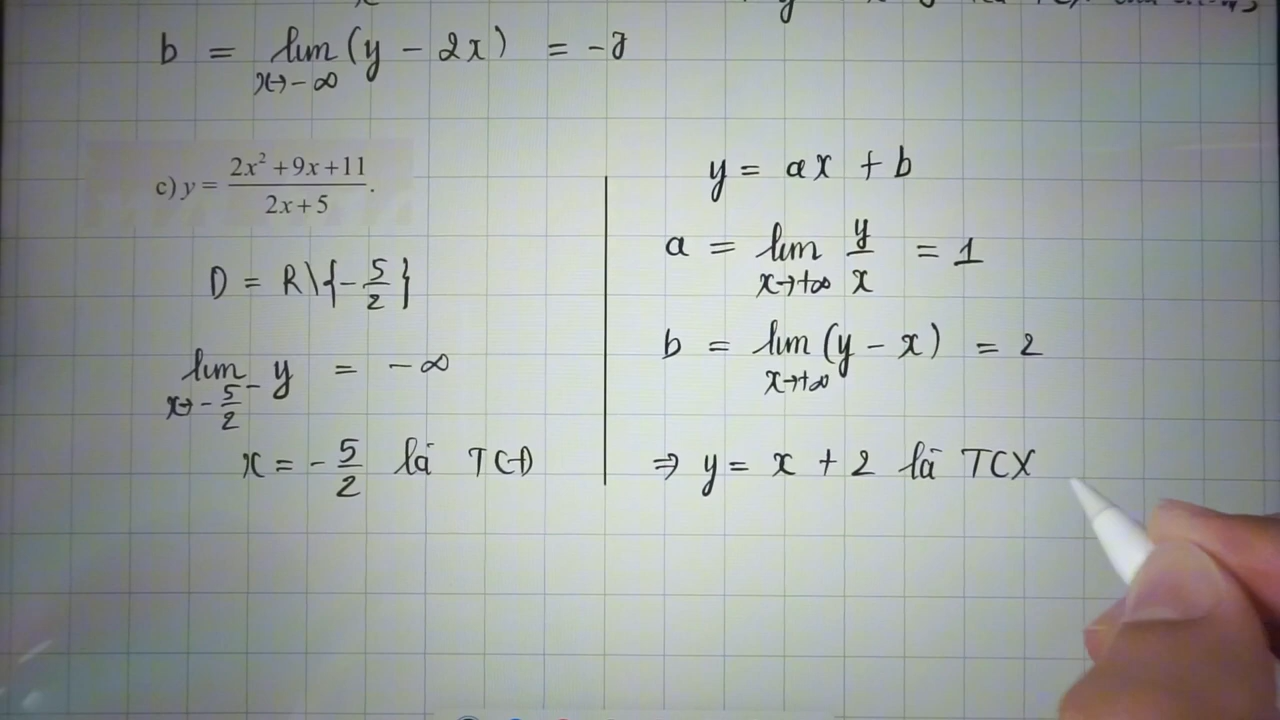 b = lim (y - 2x) = -7
x→-∞
c) y = (2x² + 9x + 11)/(2x + 5).
D = R\{-5/2}
lim y = -∞
x→-5/2⁻
x = -5/2 là TCĐ
y = ax + b
a = lim y/x = 1
x→+∞
b = lim (y - x) = 2
x→+∞
⇒ y = x + 2 là TCX